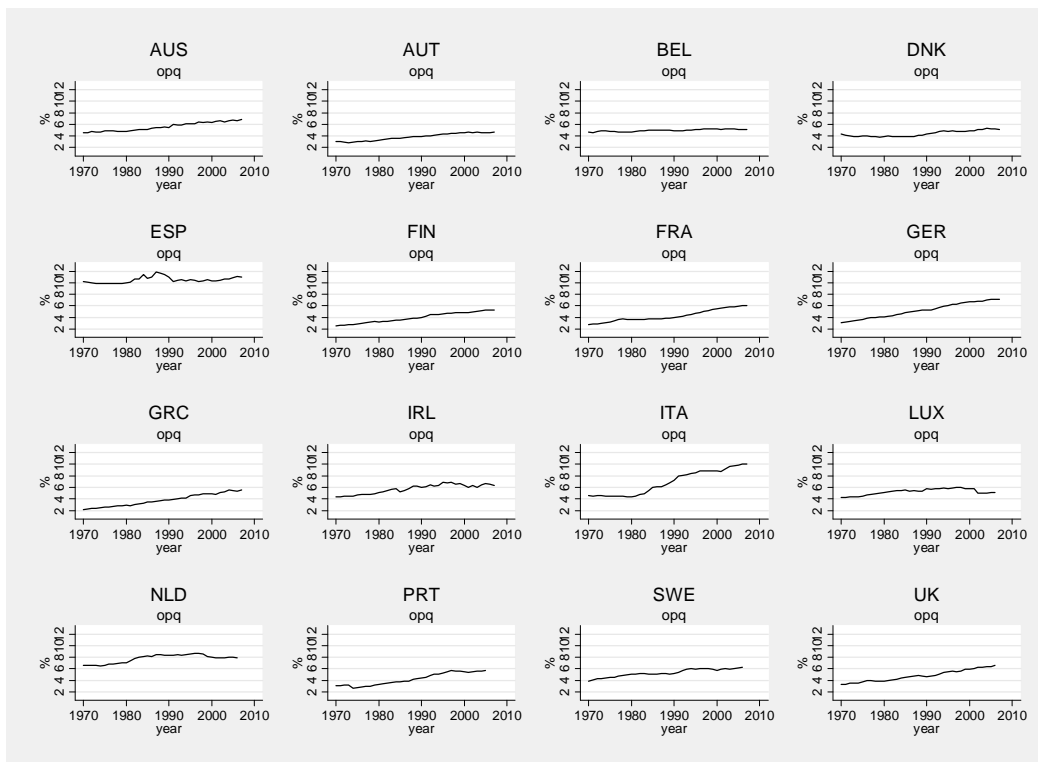 AUS AUT BEL DNK
opq opq opq opq
% 2 4 6 8 10 12 % 2 4 6 8 10 12 % 2 4 6 8 10 12 % 2 4 6 8 10 12
1970 1980 1990 2000 2010 1970 1980 1990 2000 2010 1970 1980 1990 2000 2010 1970 1980 1990 2000 2010
year year year year
ESP FIN FRA GER
opq opq opq opq
% 2 4 6 8 10 12 % 2 4 6 8 10 12 % 2 4 6 8 10 12 % 2 4 6 8 10 12
1970 1980 1990 2000 2010 1970 1980 1990 2000 2010 1970 1980 1990 2000 2010 1970 1980 1990 2000 2010
year year year year
GRC IRL ITA LUX
opq opq opq opq
% 2 4 6 8 10 12 % 2 4 6 8 10 12 % 2 4 6 8 10 12 % 2 4 6 8 10 12
1970 1980 1990 2000 2010 1970 1980 1990 2000 2010 1970 1980 1990 2000 2010 1970 1980 1990 2000 2010
year year year year
NLD PRT SWE UK
opq opq opq opq
% 2 4 6 8 10 12 % 2 4 6 8 10 12 % 2 4 6 8 10 12 % 2 4 6 8 10 12
1970 1980 1990 2000 2010 1970 1980 1990 2000 2010 1970 1980 1990 2000 2010 1970 1980 1990 2000 2010
year year year year